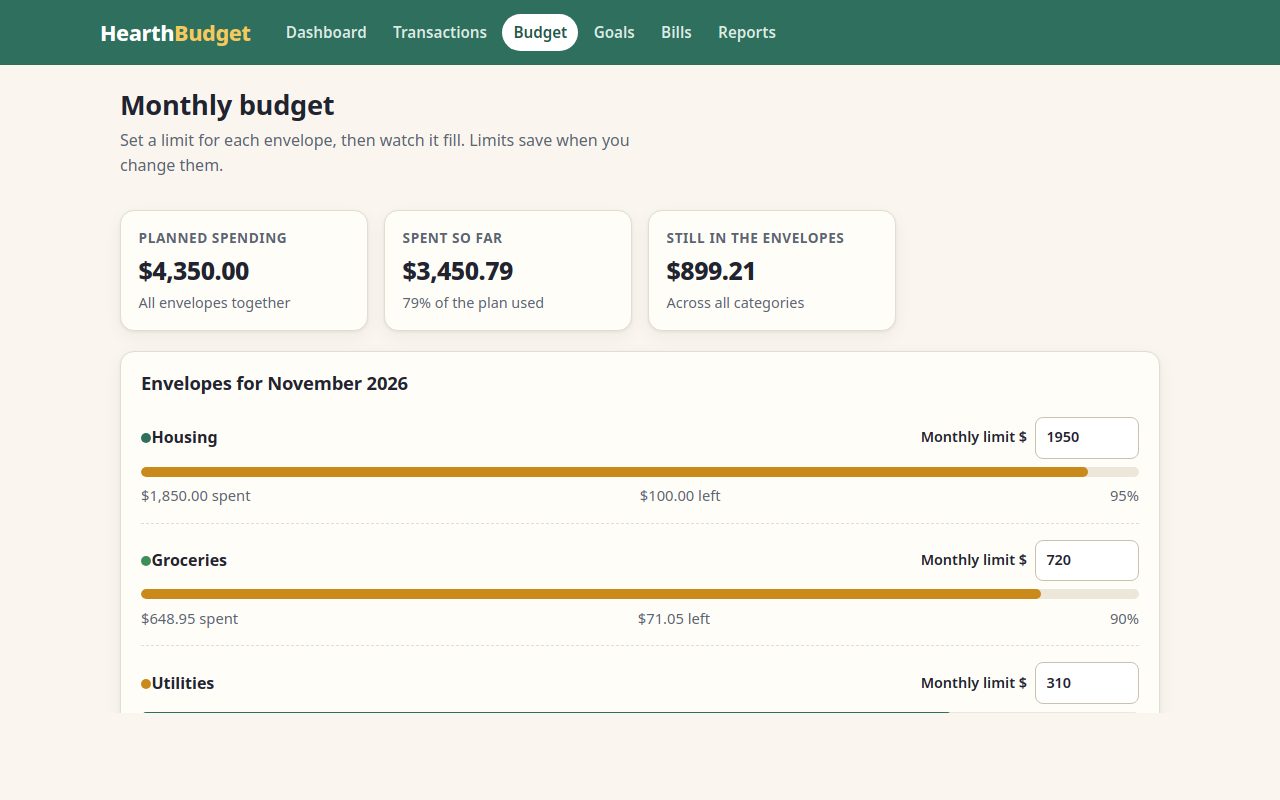 HearthBudget Dashboard Transactions Budget Goals Bills Reports
Monthly budget
Set a limit for each envelope, then watch it fill. Limits save when you
change them.
PLANNED SPENDING
$4,350.00
All envelopes together
SPENT SO FAR
$3,450.79
79% of the plan used
STILL IN THE ENVELOPES
$899.21
Across all categories
Envelopes for November 2026
Housing Monthly limit $ 1950
$1,850.00 spent $100.00 left 95%
Groceries Monthly limit $ 720
$648.95 spent $71.05 left 90%
Utilities Monthly limit $ 310